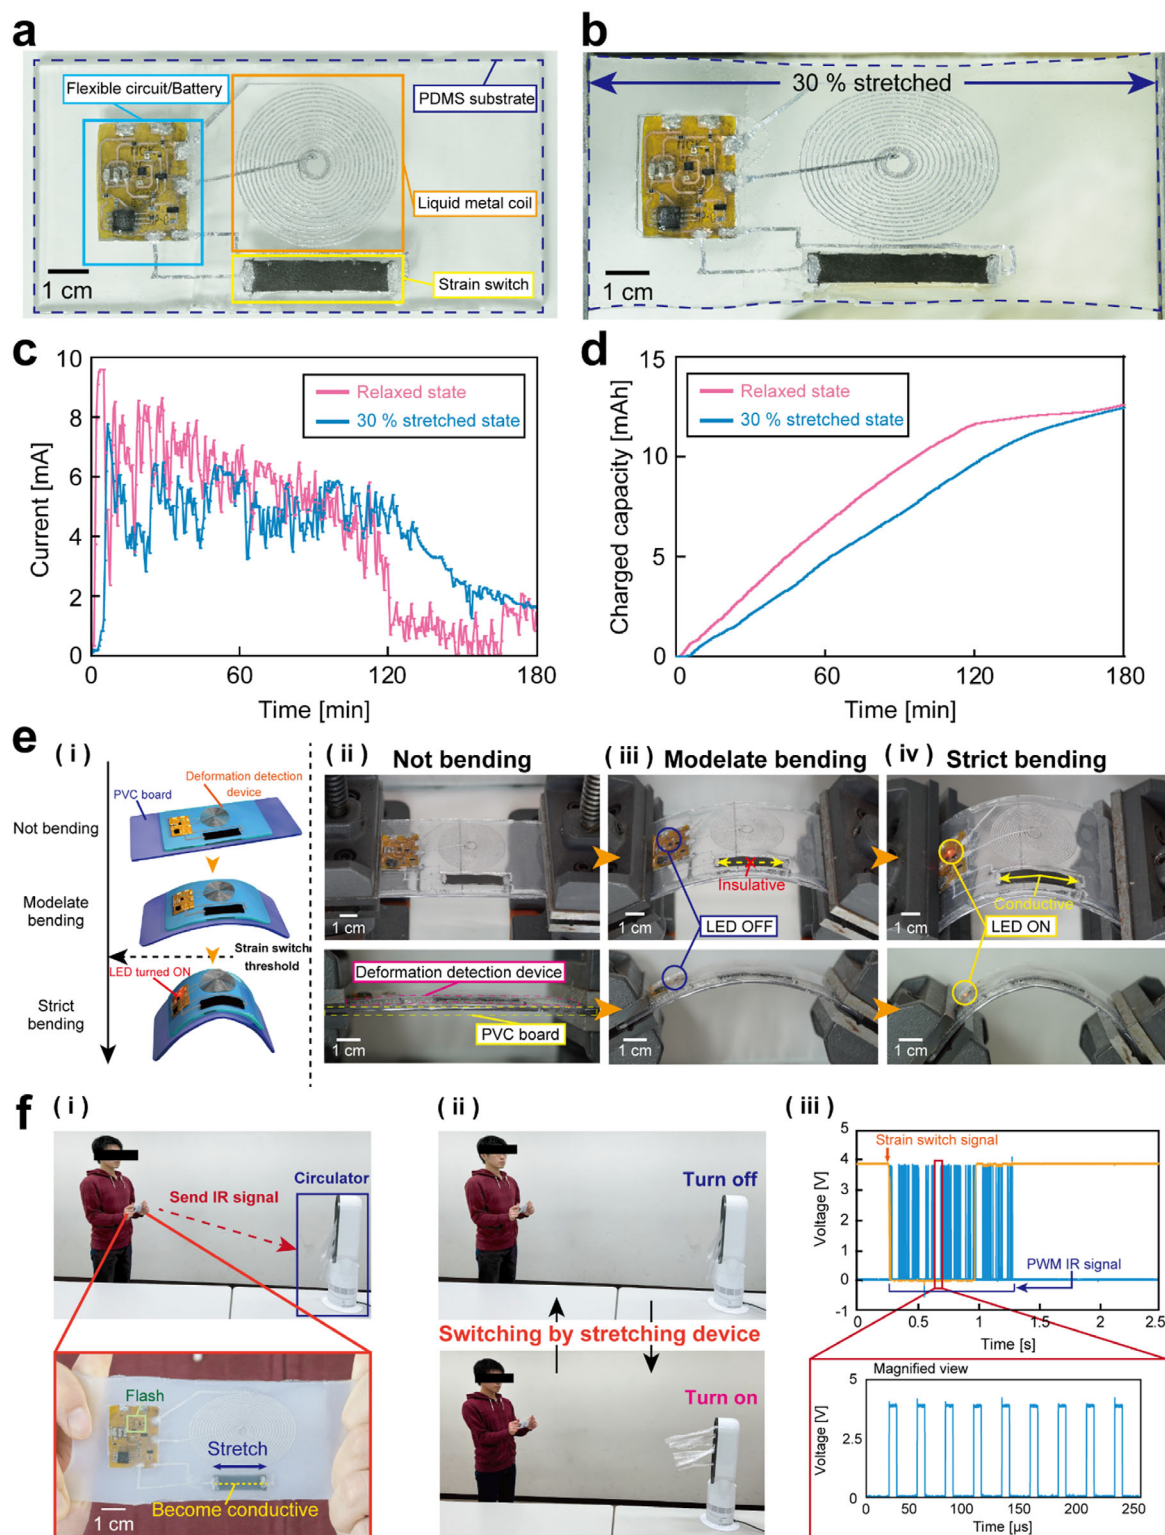 a
Flexible circuit/Battery
PDMS substrate
Liquid metal coil
Strain switch
1 cm
b
30 % stretched
1 cm
c
10
8
6
4
2
0
Current [mA]
Relaxed state
30 % stretched state
0
60
120
180
Time [min]
d
15
10
5
0
Charged capacity [mAh]
Relaxed state
30 % stretched state
0
60
120
180
Time [min]
e
( i )
Deformation detection
device
PVC board
Not bending
Modelate
bending
Strain switch
threshold
LED turned ON
Strict
bending
( ii )
Not bending
1 cm
Deformation detection device
PVC board
1 cm
( iii )
Modelate bending
Insulative
1 cm
LED OFF
1 cm
( iv )
Strict bending
Conductive
1 cm
LED ON
1 cm
f
( i )
Send IR signal
Circulator
Flash
Stretch
Become conductive
1 cm
( ii )
Turn off
Switching by stretching device
Turn on
( iii )
5
4
3
2
1
0
-1
Voltage [V]
Strain switch signal
PWM IR signal
0
0.5
1
1.5
2
2.5
Time [s]
Magnified view
5
2.5
0
Voltage [V]
0
50
100
150
200
250
Time [µs]